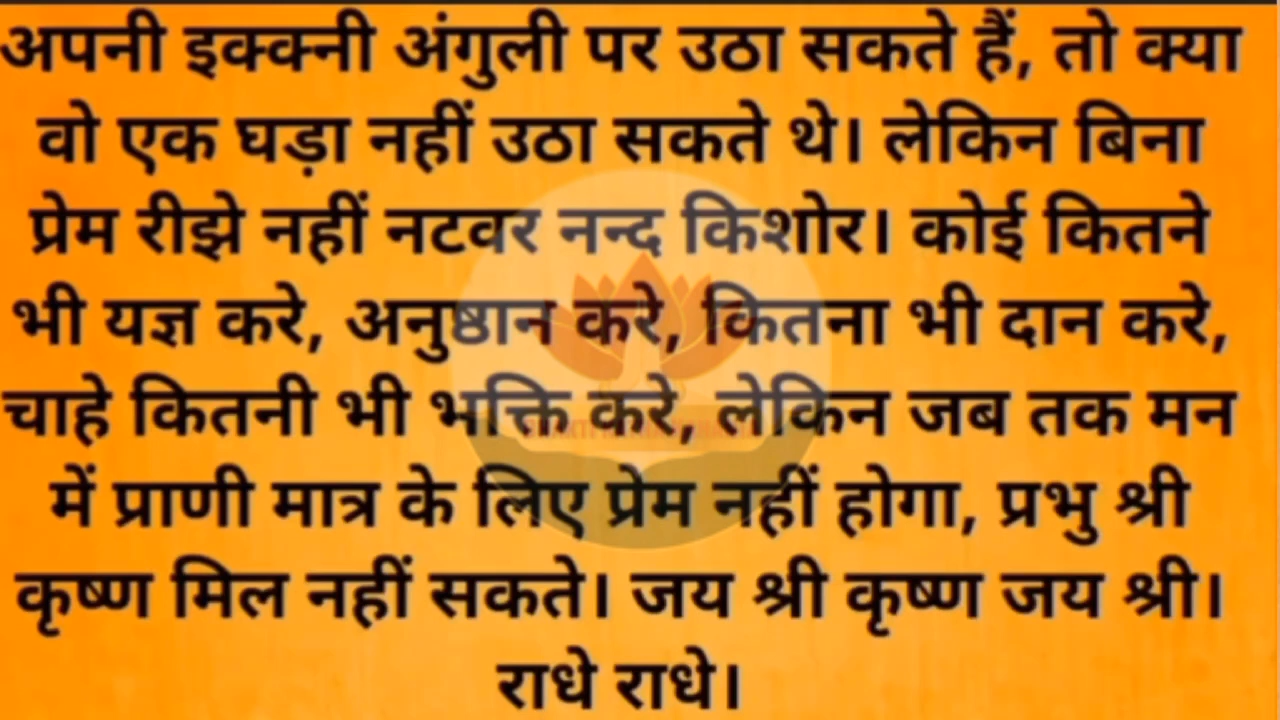 अपनी इक्क्नी अंगुली पर उठा सकते हैं, तो क्या
वो एक घड़ा नहीं उठा सकते थे। लेकिन बिना
प्रेम रीझे नहीं नटवर नन्द किशोर। कोई कितने
भी यज्ञ करे, अनुष्ठान करे, कितना भी दान करे,
चाहे कितनी भी भक्ति करे, लेकिन जब तक मन
में प्राणी मात्र के लिए प्रेम नहीं होगा, प्रभु श्री
कृष्ण मिल नहीं सकते। जय श्री कृष्ण जय श्री।
राधे राधे।